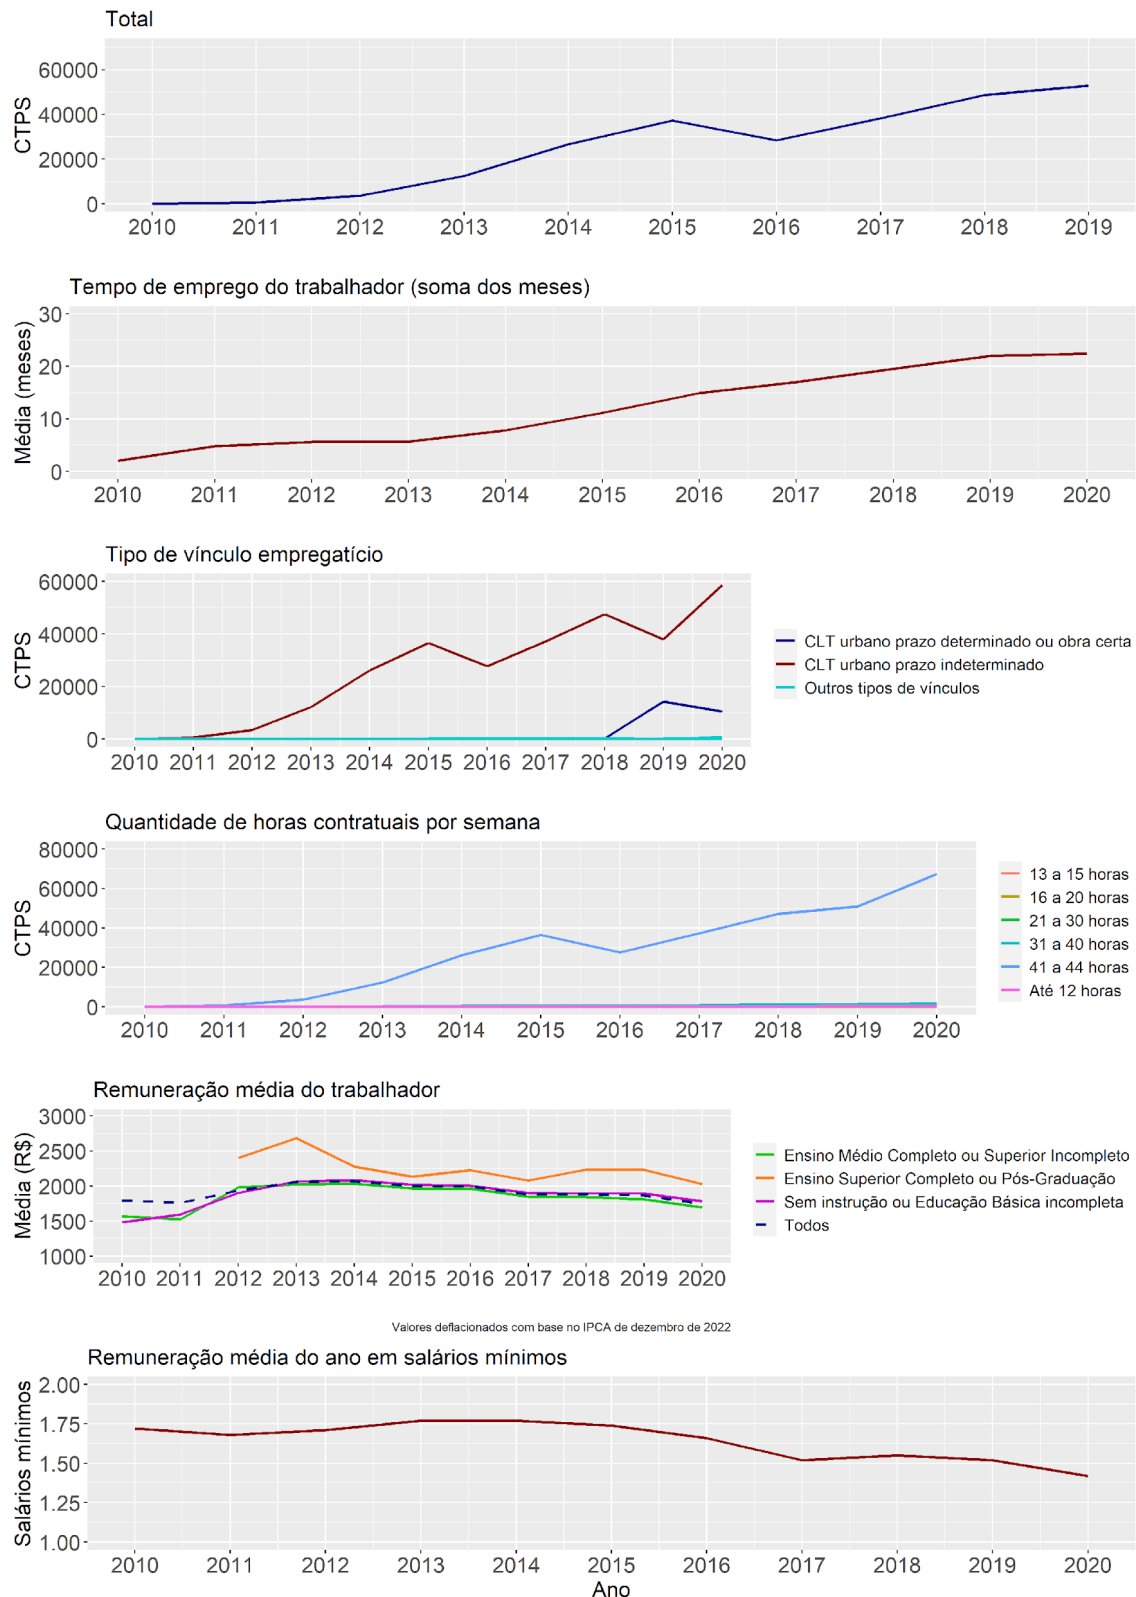 Total
CTPS
60000
40000
20000
0
2010 2011 2012 2013 2014 2015 2016 2017 2018 2019
Tempo de emprego do trabalhador (soma dos meses)
Média (meses)
30
20
10
0
2010 2011 2012 2013 2014 2015 2016 2017 2018 2019 2020
Tipo de vínculo empregatício
CTPS
60000
40000
20000
0
2010 2011 2012 2013 2014 2015 2016 2017 2018 2019 2020
CLT urbano prazo determinado ou obra certa
CLT urbano prazo indeterminado
Outros tipos de vínculos
Quantidade de horas contratuais por semana
CTPS
80000
60000
40000
20000
0
2010 2011 2012 2013 2014 2015 2016 2017 2018 2019 2020
13 a 15 horas
16 a 20 horas
21 a 30 horas
31 a 40 horas
41 a 44 horas
Até 12 horas
Remuneração média do trabalhador
Média (R$)
3000
2500
2000
1500
1000
2010 2011 2012 2013 2014 2015 2016 2017 2018 2019 2020
Ensino Médio Completo ou Superior Incompleto
Ensino Superior Completo ou Pós-Graduação
Sem instrução ou Educação Básica incompleta
Todos
Valores deflacionados com base no IPCA de dezembro de 2022
Remuneração média do ano em salários mínimos
Salários mínimos
2.00
1.75
1.50
1.25
1.00
2010 2011 2012 2013 2014 2015 2016 2017 2018 2019 2020
Ano